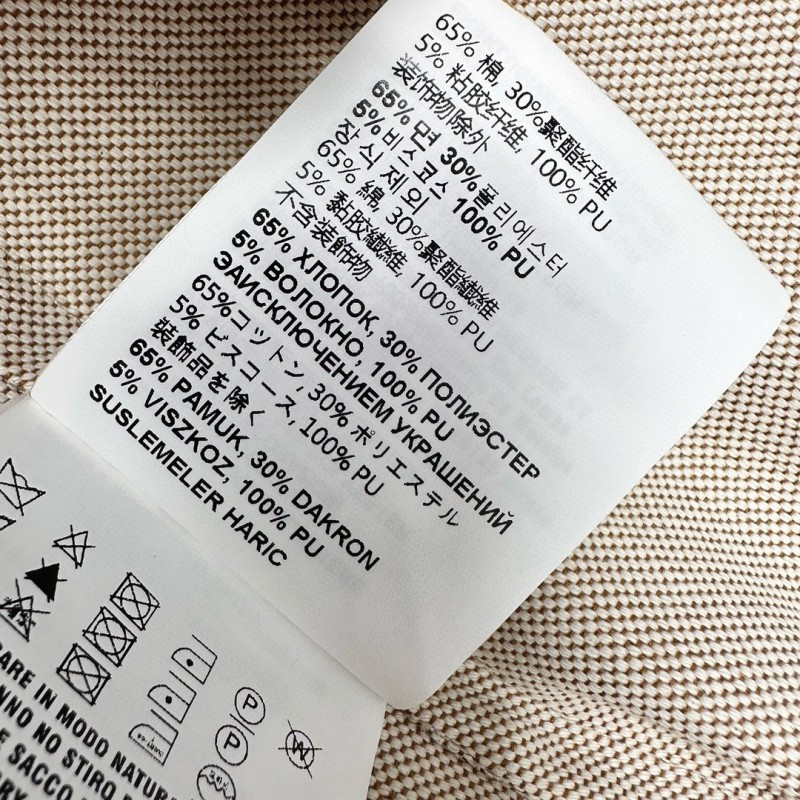 65% 棉, 30%聚酯纤维
5% 粘胶纤维, 100% PU
装饰物除外
65% 면 30%폴리에스터
5%비스코스 100% PU
장식 제외
65% 綿, 30%聚酯纖維
5% 黏膠纖維, 100% PU
不含装飾物
65% ХЛОПОК, 30% ПОЛИЭСТЕР
5% ВОЛОКНО, 100% PU
ЗАИСКЛЮЧЕНИЕМ УКРАШЕНИЙ
65%コットン, 30% ポリエステル
5% ビスコース, 100% PU
装飾品を除く
65% PAMUK, 30% DAKRON
5% VISZKOZ, 100% PU
SUSLEMELER HARIC
P
P
W
IN MODO
NO STIRO
SACCO